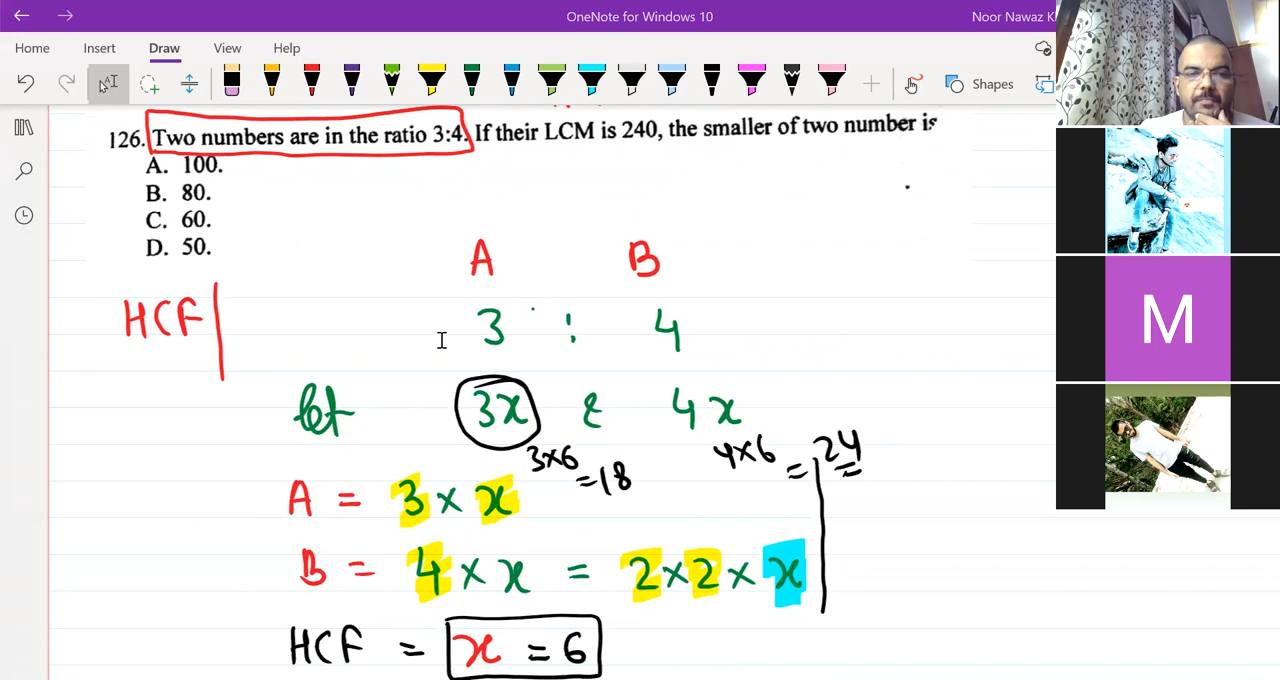 OneNote for Windows 10
Noor Nawaz K
Home Insert Draw View Help
Shapes
126. Two numbers are in the ratio 3:4. If their LCM is 240, the smaller of two number is
A. 100.
B. 80.
C. 60.
D. 50.
A B
HCF
3 : 4
let 3x & 4x
3×6 =18
4×6 = 24
A = 3 × x
B = 4 × x = 2×2× x
HCF = x = 6
M